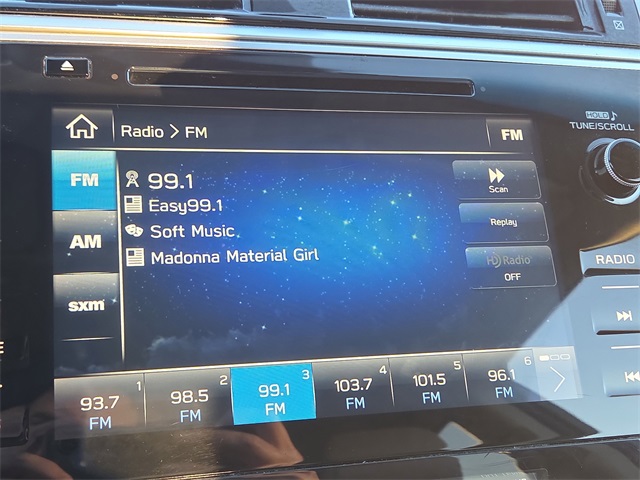 HOLD
TUNE/SCROLL
Radio > FM
FM
FM
99.1
Easy99.1
Soft Music
Madonna Material Girl
AM
sxm
Scan
Replay
HD Radio
OFF
RADIO
1 2 3 4 5 6
93.7 98.5 99.1 103.7 101.5 96.1
FM FM FM FM FM FM